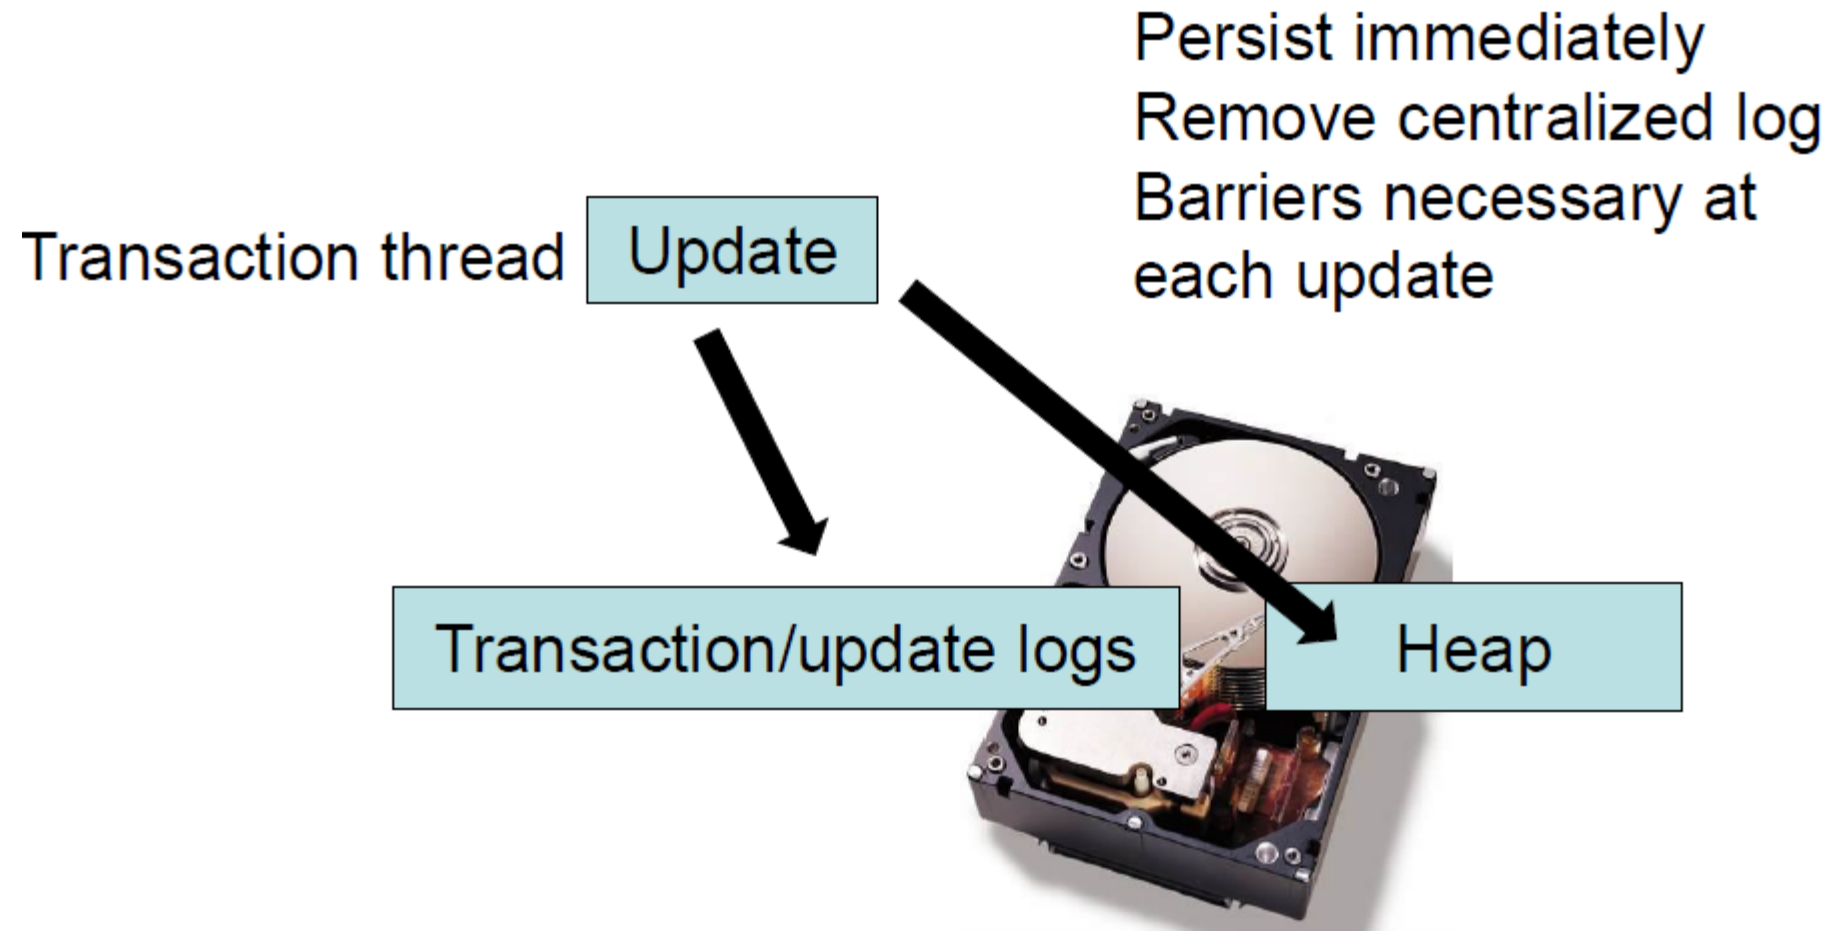 Persist immediately
Remove centralized log
Barriers necessary at
each update
Transaction thread
Update
Transaction/update logs
Heap